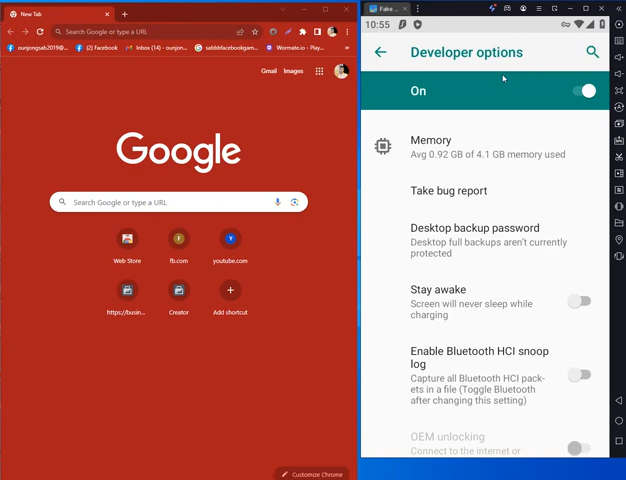 New Tab
Search Google or type a URL
ounjongsab2019@...
(2) Facebook
Inbox (14) - ounjon...
sabbbfacebookgam...
Wormate.io - Play...
Gmail
Images
Google
Search Google or type a URL
Web Store
fb.com
youtube.com
https://busin...
Creator
Add shortcut
Customize Chrome
Fake ...
10:55
Developer options
On
Memory
Avg 0.92 GB of 4.1 GB memory used
Take bug report
Desktop backup password
Desktop full backups aren't currently
protected
Stay awake
Screen will never sleep while
charging
Enable Bluetooth HCI snoop
log
Capture all Bluetooth HCI pack-
ets in a file (Toggle Bluetooth
after changing this setting)
OEM unlocking
Connect to the internet or